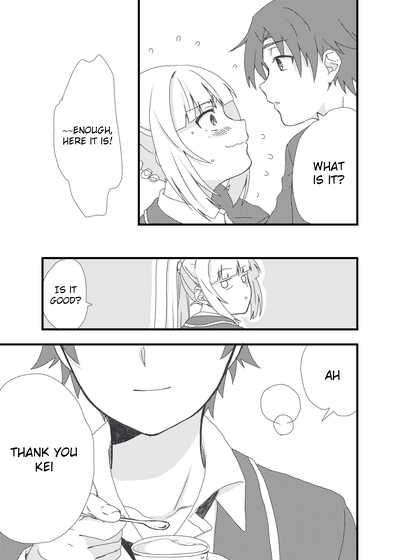 WHAT
IS IT?
~~ENOUGH,
HERE IT IS!
IS IT
GOOD?
AH
THANK YOU
KEI